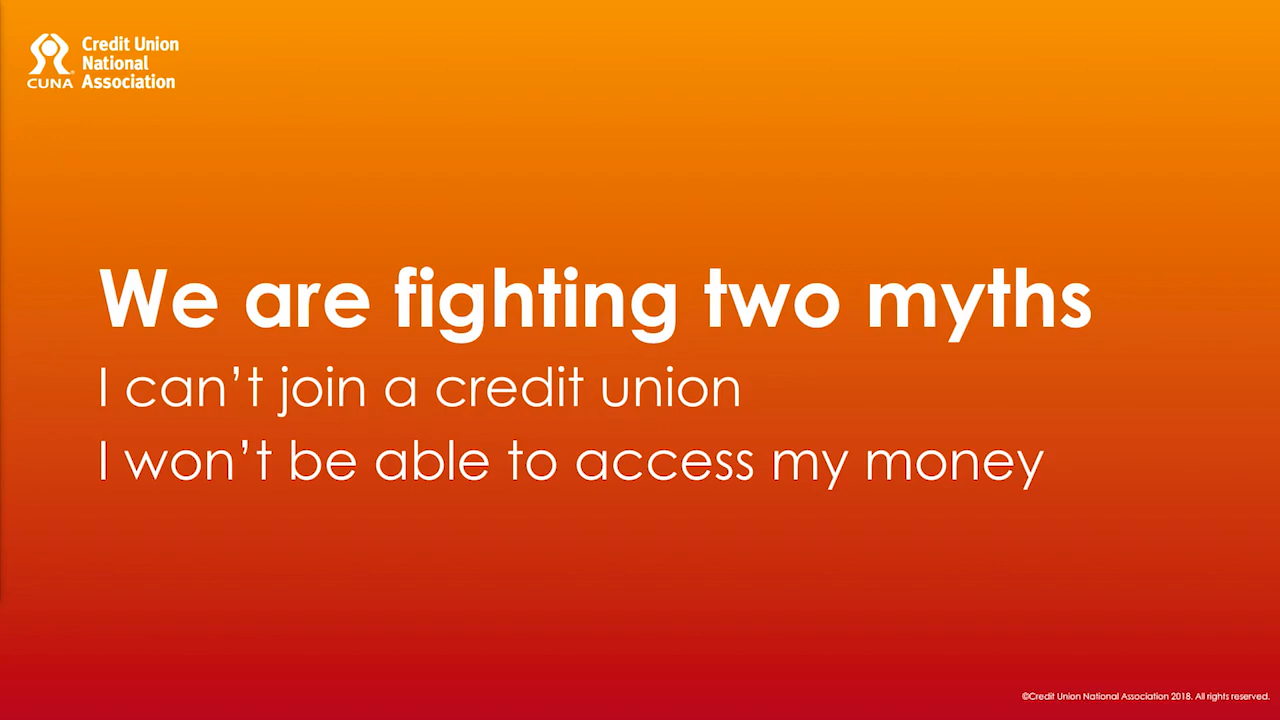 Credit Union
National
CUNA Association
We are fighting two myths
I can’t join a credit union
I won’t be able to access my money
©Credit Union National Association 2018. All rights reserved.